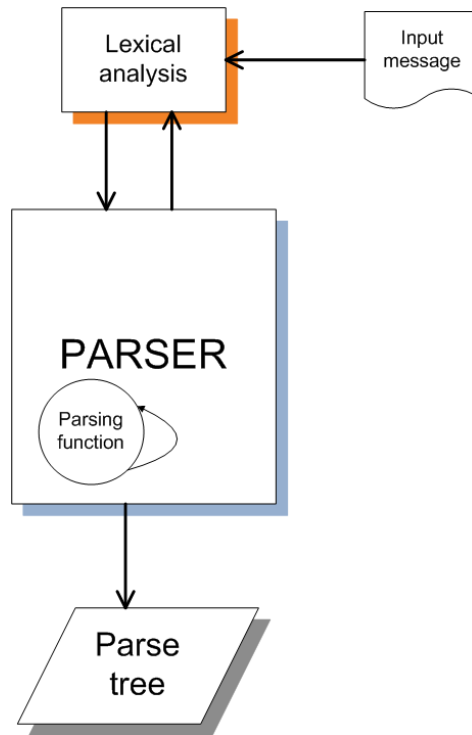 Lexical
analysis
Input
message
PARSER
Parsing
function
Parse
tree